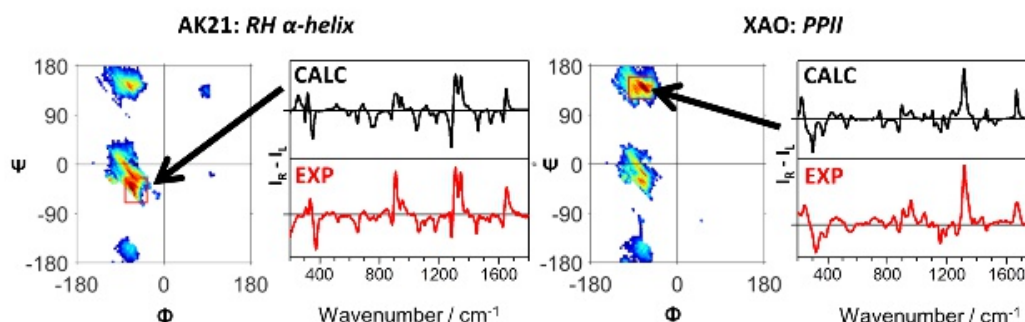 AK21: RH α-helix
XAO: PPII
180
90
0
-90
-180
-180
0
180
Ψ
Φ
CALC
EXP
I_R - I_L
400
800
1200
1600
Wavenumber / cm⁻¹
180
90
0
-90
-180
-180
0
180
Ψ
°
Φ
CALC
EXP
I_R - I_L
400
800
1200
1600
Wavenumber / cm⁻¹